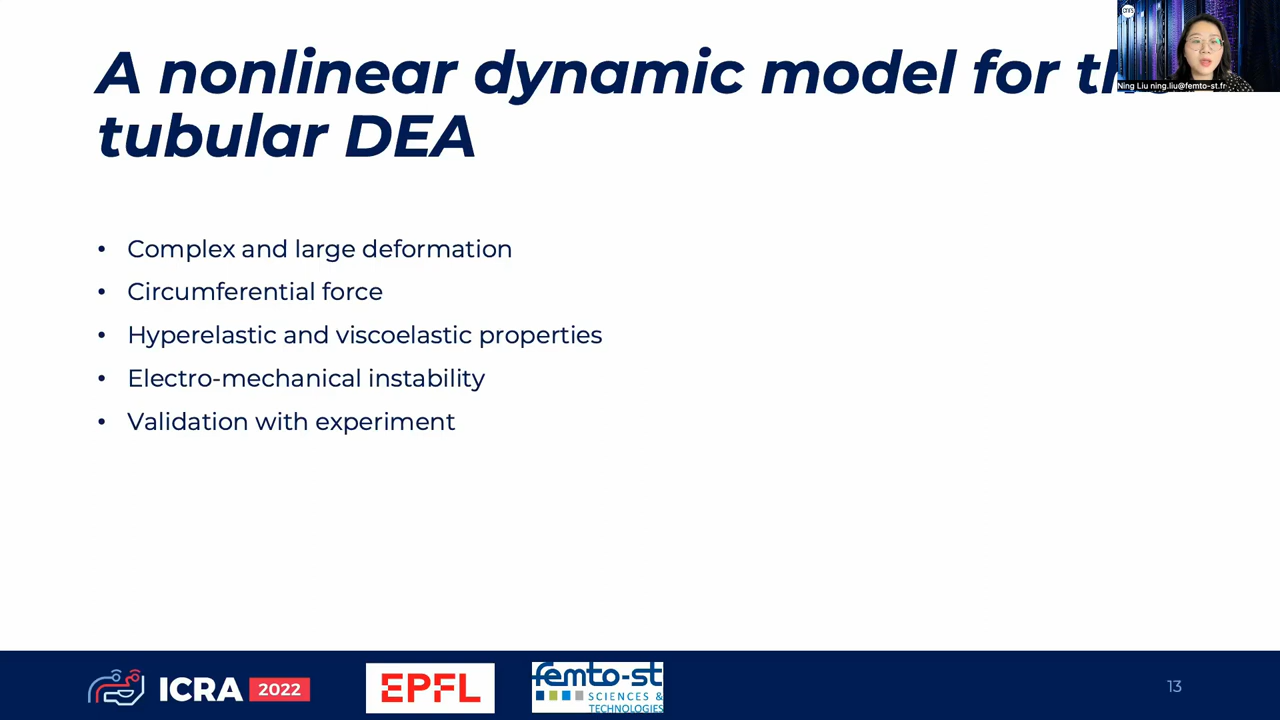 A nonlinear dynamic model for th
tubular DEA
Ning Liu ning.liu@femto-st.fr
• Complex and large deformation
• Circumferential force
• Hyperelastic and viscoelastic properties
• Electro-mechanical instability
• Validation with experiment
ICRA 2022
EPFL
femto-st
SCIENCES &
TECHNOLOGIES
13